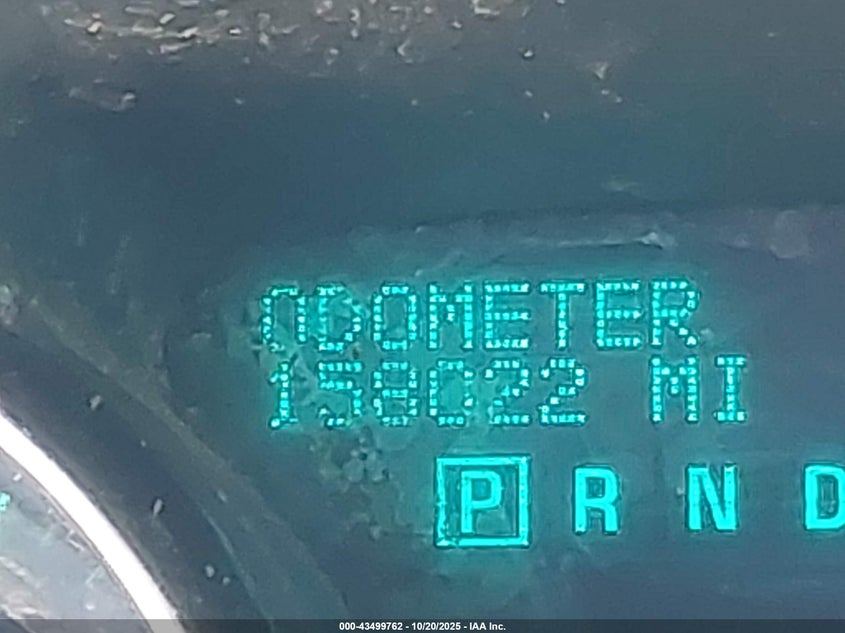 ODOMETER
158022 MI
P R N D
000-43499762 - 10/20/2025 - IAA Inc.